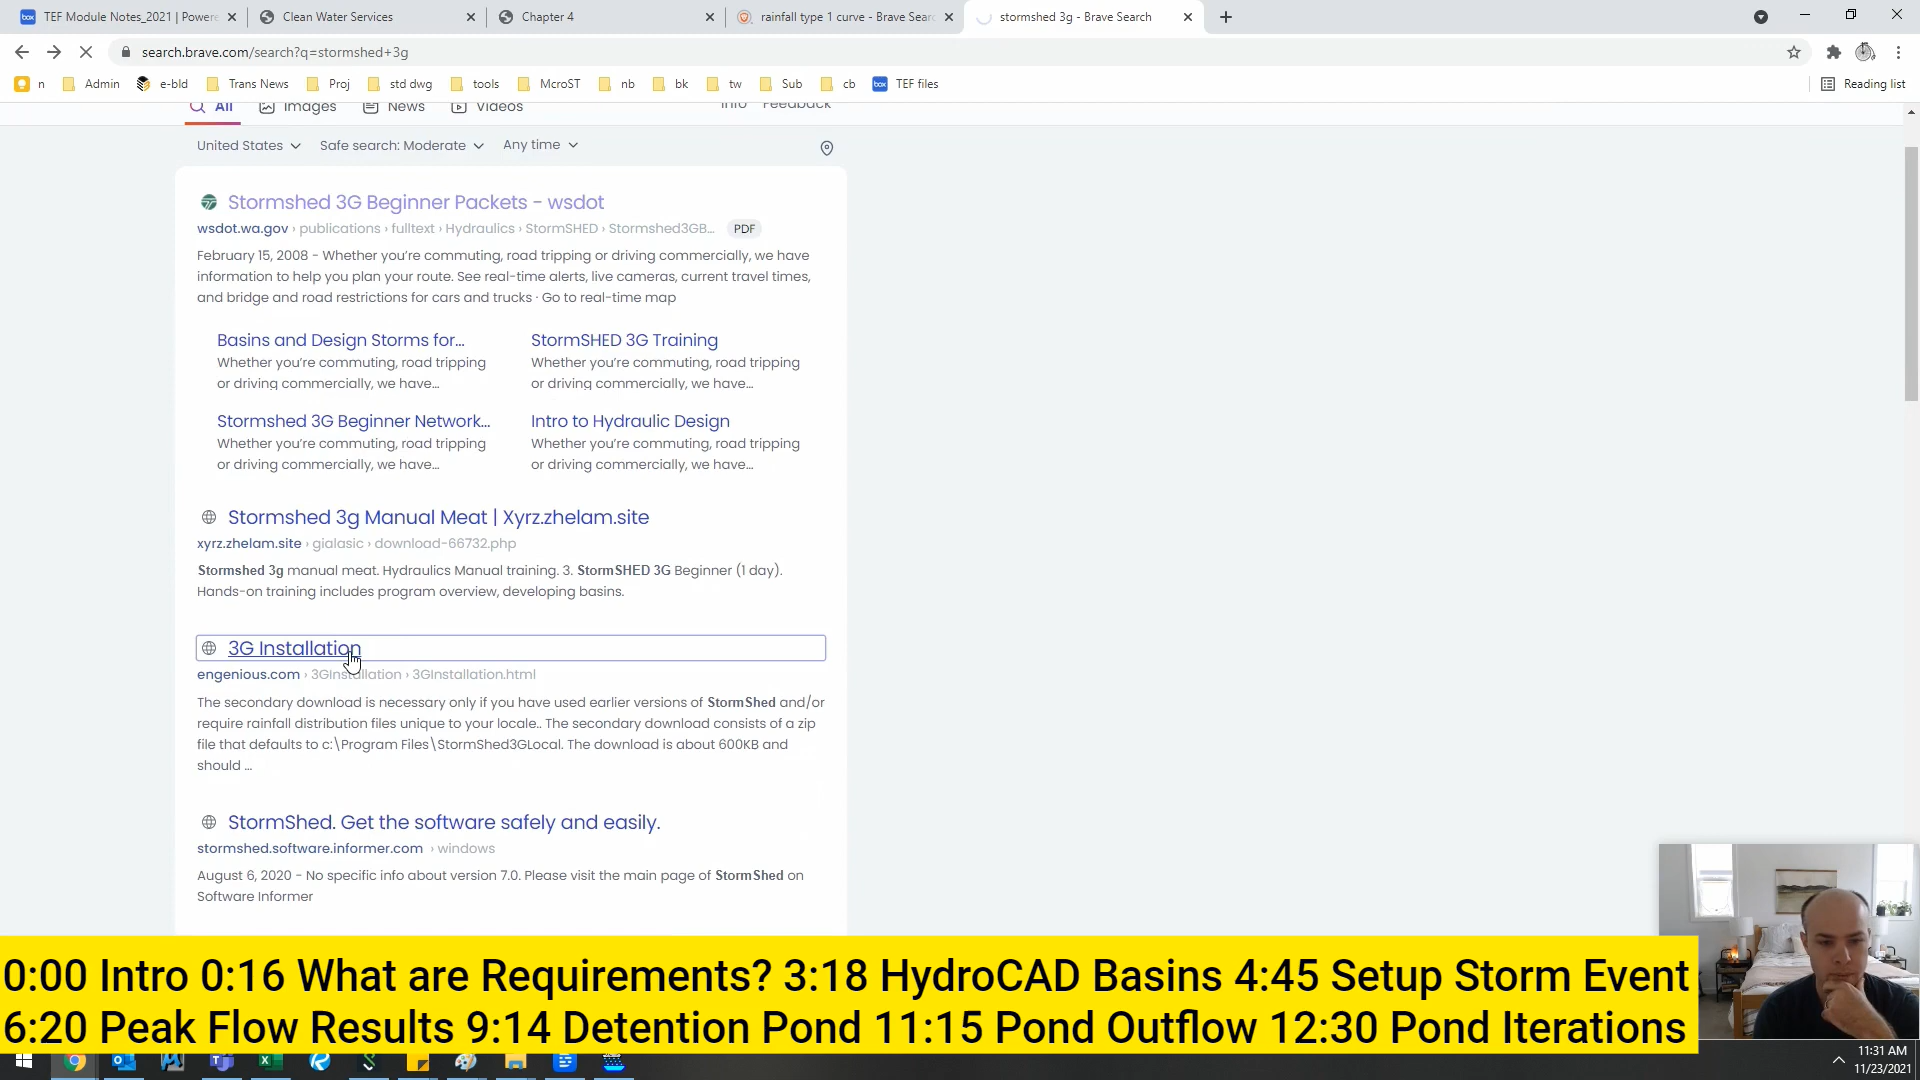 TEF Module Notes_2021 | Powere
Clean Water Services
Chapter 4
rainfall type 1 curve - Brave Searc
stormshed 3g - Brave Search
search.brave.com/search?q=stormshed+3g
n Admin e-bld Trans News Proj std dwg tools McroST nb bk tw Sub cb TEF files Reading list
All Images News Videos Info Feedback
United States Safe search: Moderate Any time
Stormshed 3G Beginner Packets - wsdot
wsdot.wa.gov › publications › fulltext › Hydraulics › StormSHED › Stormshed3GB... PDF
February 15, 2008 - Whether you're commuting, road tripping or driving commercially, we have
information to help you plan your route. See real-time alerts, live cameras, current travel times,
and bridge and road restrictions for cars and trucks · Go to real-time map
Basins and Design Storms for...
Whether you're commuting, road tripping
or driving commercially, we have...
StormSHED 3G Training
Whether you're commuting, road tripping
or driving commercially, we have...
Stormshed 3G Beginner Network...
Whether you're commuting, road tripping
or driving commercially, we have...
Intro to Hydraulic Design
Whether you're commuting, road tripping
or driving commercially, we have...
Stormshed 3g Manual Meat | Xyrz.zhelam.site
xyrz.zhelam.site › gialasic › download-66732.php
Stormshed 3g manual meat. Hydraulics Manual training. 3. StormSHED 3G Beginner (1 day).
Hands-on training includes program overview, developing basins.
3G Installation
engenious.com › 3GInstallation › 3GInstallation.html
The secondary download is necessary only if you have used earlier versions of StormShed and/or
require rainfall distribution files unique to your locale.. The secondary download consists of a zip
file that defaults to c:\Program Files\StormShed3GLocal. The download is about 600KB and
should ...
StormShed. Get the software safely and easily.
stormshed.software.informer.com › windows
August 6, 2020 - No specific info about version 7.0. Please visit the main page of StormShed on
Software Informer
0:00 Intro 0:16 What are Requirements? 3:18 HydroCAD Basins 4:45 Setup Storm Event
6:20 Peak Flow Results 9:14 Detention Pond 11:15 Pond Outflow 12:30 Pond Iterations
11:31 AM
11/23/2021